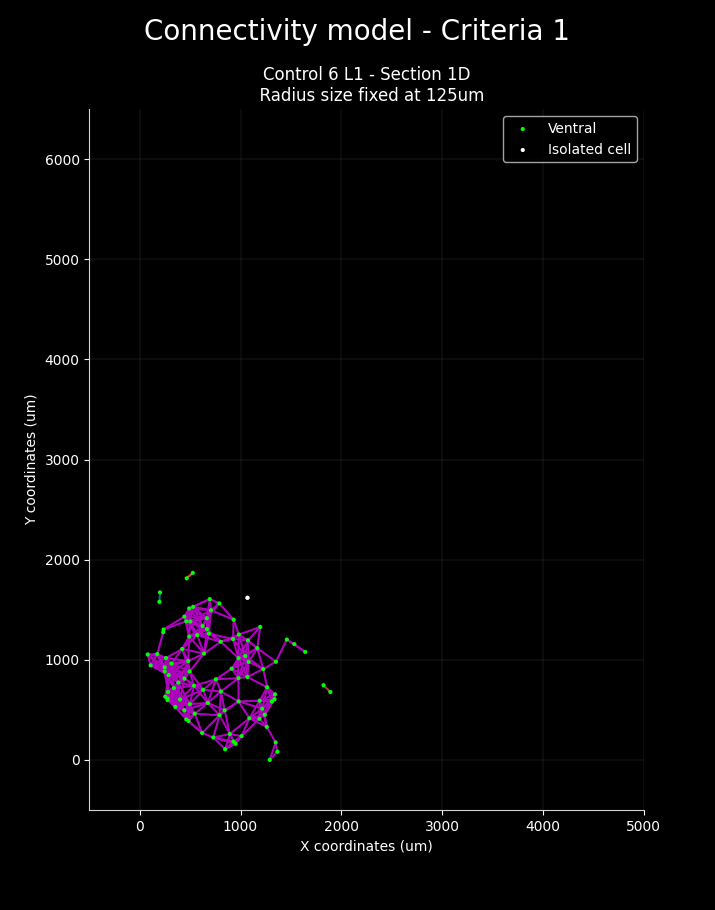 Connectivity model - Criteria 1
Control 6 L1 - Section 1D
Radius size fixed at 125um
Ventral
Isolated cell
6000
5000
4000
3000
2000
1000
0
Y coordinates (um)
0 1000 2000 3000 4000 5000
X coordinates (um)